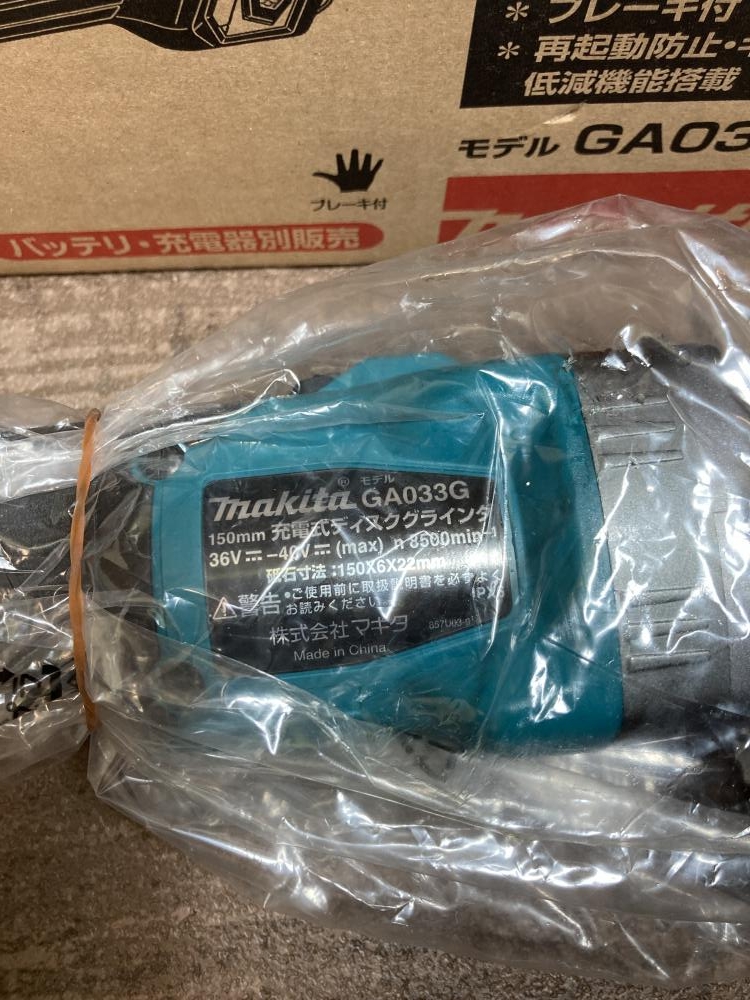 * ブレーキ付
* 再起動防止・キ
低減機能搭載
モデル GA03
ブレーキ付
バッテリ・充電器別販売
モデル
makita® GA033G
150mm 充電式ディスクグラインダ
36V⎓-40V⎓(max) n 8500min-1
砥石寸法:150X6X22mm
⚠警告 •ご使用前に取扱説明書を必ずよく
お読みください
株式会社マキタ
Made in China